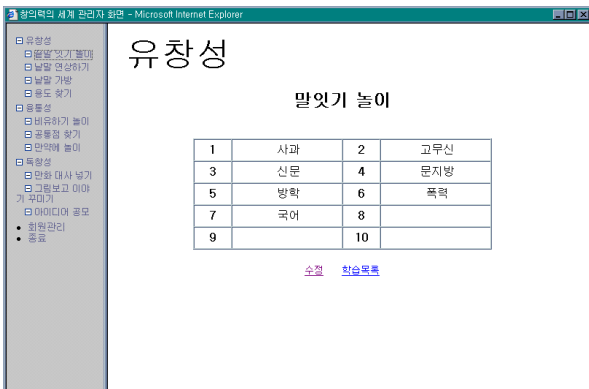 창의력의 세계 관리자 화면 - Microsoft Internet Explorer
유창성
끝말 잇기 놀이
낱말 연상하기
낱말 가방
용도 찾기
융통성
비유하기 놀이
공통점 찾기
만약에 놀이
독창성
만화 대사 넣기
그림보고 이야
기 꾸미기
아이디어 공모
회원관리
종료
유창성
말잇기 놀이
1 사과 2 고무신
3 신문 4 문지방
5 방학 6 폭력
7 국어 8
9 10
수정 학습목록